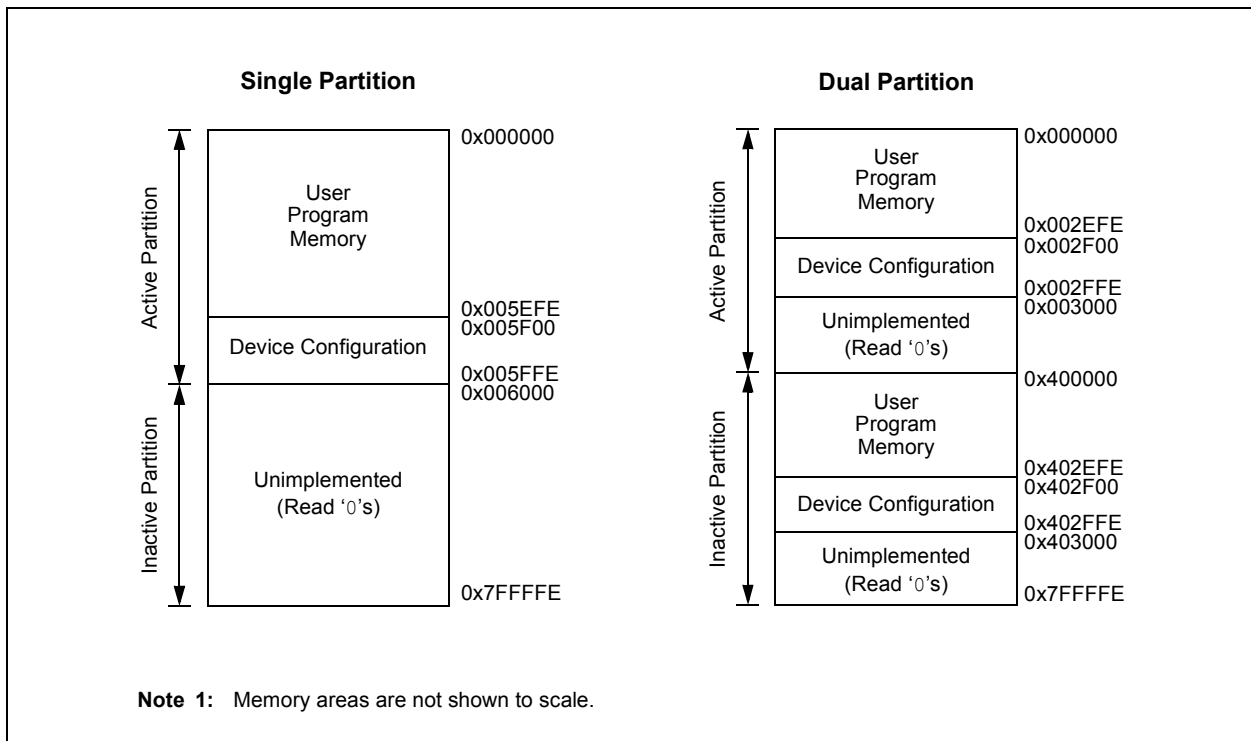 Single Partition
Active Partition
User
Program
Memory
0x000000
0x005EFE
Device Configuration
0x005F00
0x005FFE
Inactive Partition
Unimplemented
(Read ‘0’s)
0x006000
0x7FFFFE
Dual Partition
Active Partition
User
Program
Memory
0x000000
0x002EFE
Device Configuration
0x002F00
0x002FFE
Unimplemented
(Read ‘0’s)
0x003000
Inactive Partition
User
Program
Memory
0x400000
0x402EFE
Device Configuration
0x402F00
0x402FFE
Unimplemented
(Read ‘0’s)
0x403000
0x7FFFFE
Note 1: Memory areas are not shown to scale.